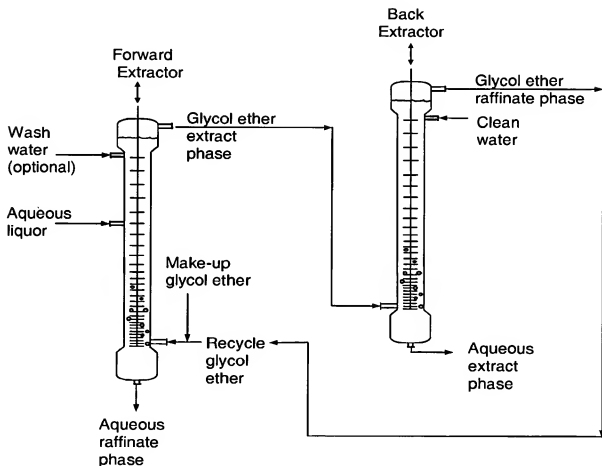 Forward
Extractor
Wash
water
(optional)
Aqueous
liquor
Glycol ether
extract
phase
Make-up
glycol ether
Recycle
glycol
ether
Aqueous
raffinate
phase
Back
Extractor
Glycol ether
raffinate phase
Clean
water
Aqueous
extract
phase